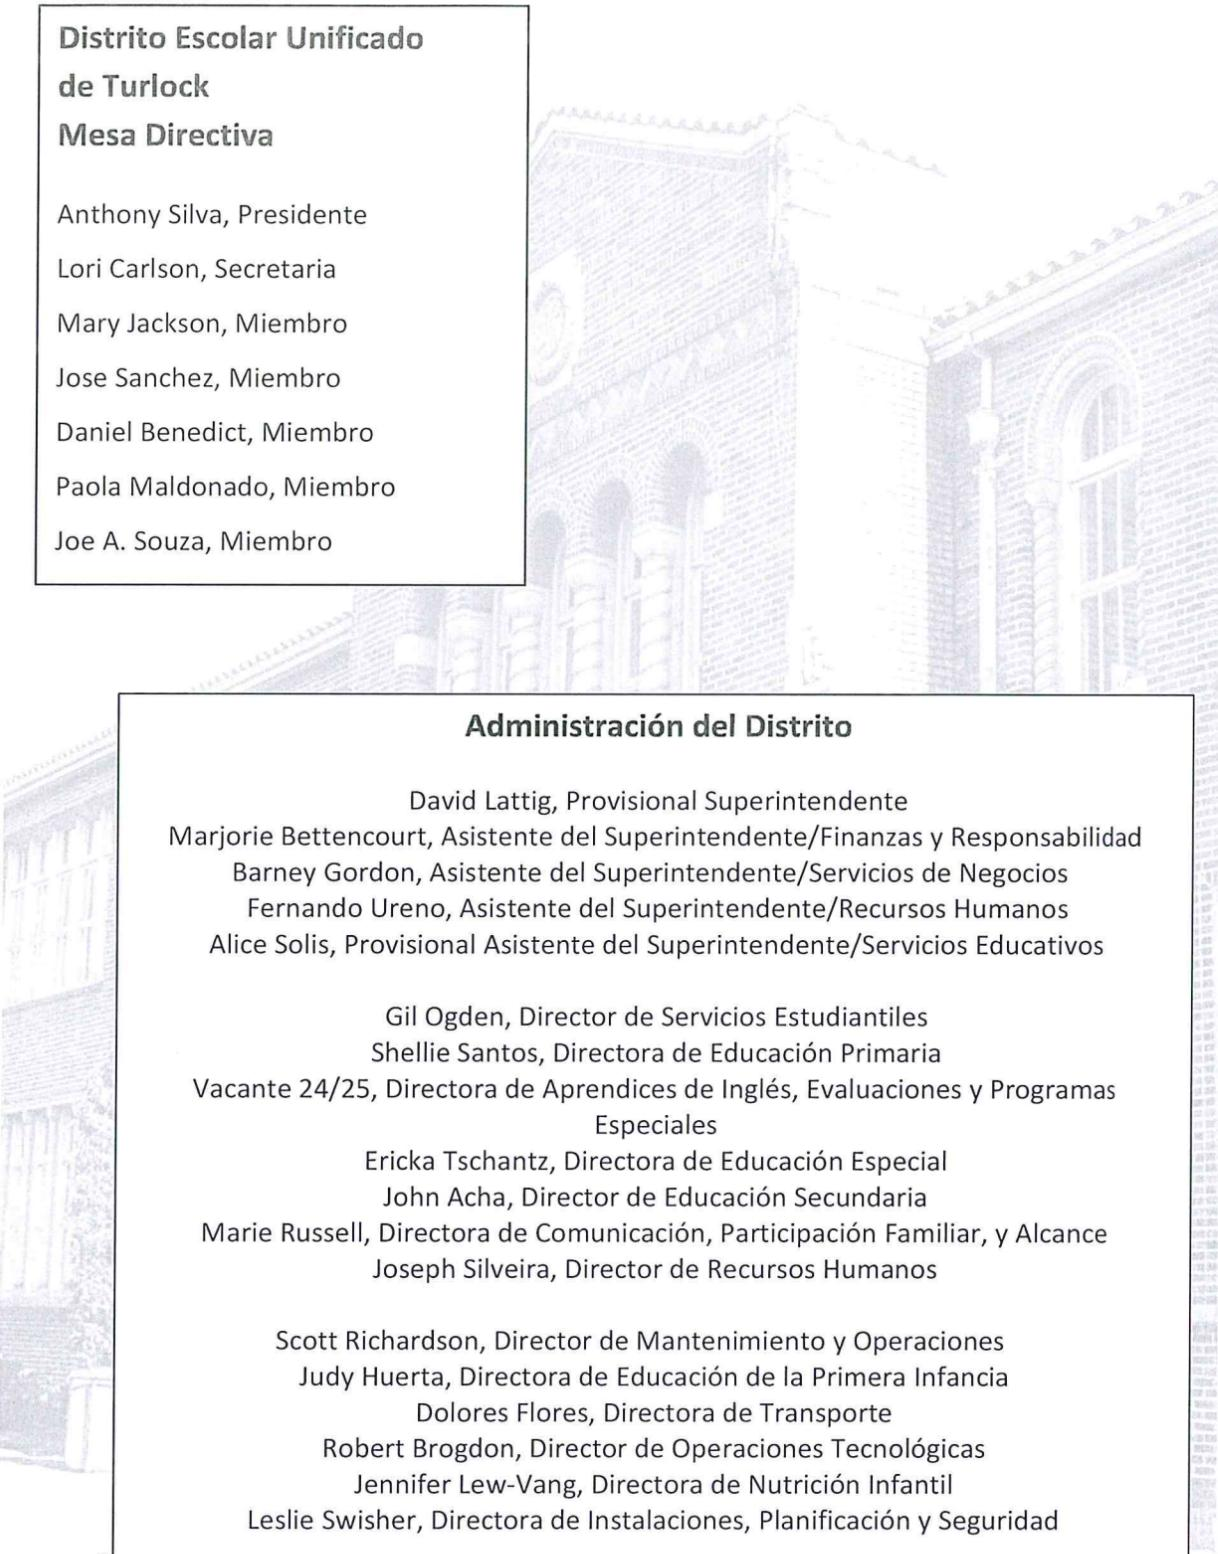 Distrito Escolar Unificado
de Turlock
Mesa Directiva
Anthony Silva, Presidente
Lori Carlson, Secretaria
Mary Jackson, Miembro
Jose Sanchez, Miembro
Daniel Benedict, Miembro
Paola Maldonado, Miembro
Joe A. Souza, Miembro
Administración del Distrito
David Lattig, Provisional Superintendente
Marjorie Bettencourt, Asistente del Superintendente/Finanzas y Responsabilidad
Barney Gordon, Asistente del Superintendente/Servicios de Negocios
Fernando Ureno, Asistente del Superintendente/Recursos Humanos
Alice Solis, Provisional Asistente del Superintendente/Servicios Educativos
Gil Ogden, Director de Servicios Estudiantiles
Shellie Santos, Directora de Educación Primaria
Vacante 24/25, Directora de Aprendices de Inglés, Evaluaciones y Programas
Especiales
Ericka Tschantz, Directora de Educación Especial
John Acha, Director de Educación Secundaria
Marie Russell, Directora de Comunicación, Participación Familiar, y Alcance
Joseph Silveira, Director de Recursos Humanos
Scott Richardson, Director de Mantenimiento y Operaciones
Judy Huerta, Directora de Educación de la Primera Infancia
Dolores Flores, Directora de Transporte
Robert Brogdon, Director de Operaciones Tecnológicas
Jennifer Lew-Vang, Directora de Nutrición Infantil
Leslie Swisher, Directora de Instalaciones, Planificación y Seguridad